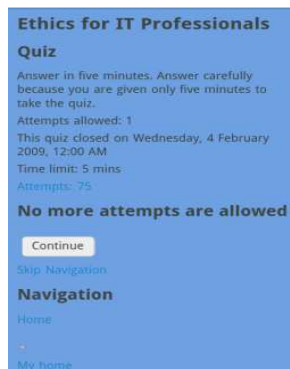 Ethics for IT Professionals
Quiz
Answer in five minutes. Answer carefully
because you are given only five minutes to
take the quiz.
Attempts allowed: 1
This quiz closed on Wednesday, 4 February
2009, 12:00 AM
Time limit: 5 mins
Attempts: 75
No more attempts are allowed
Continue
Skip Navigation
Navigation
Home
My home